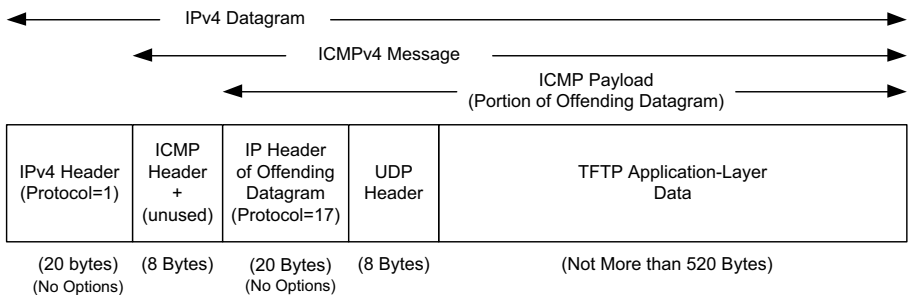 IPv4 Datagram
ICMPv4 Message
ICMP Payload
(Portion of Offending Datagram)
IPv4 Header
(Protocol=1)
ICMP
Header
+
(unused)
IP Header
of Offending
Datagram
(Protocol=17)
UDP
Header
TFTP Application-Layer
Data
(20 bytes)
(No Options)
(8 Bytes)
(20 Bytes)
(No Options)
(8 Bytes)
(Not More than 520 Bytes)